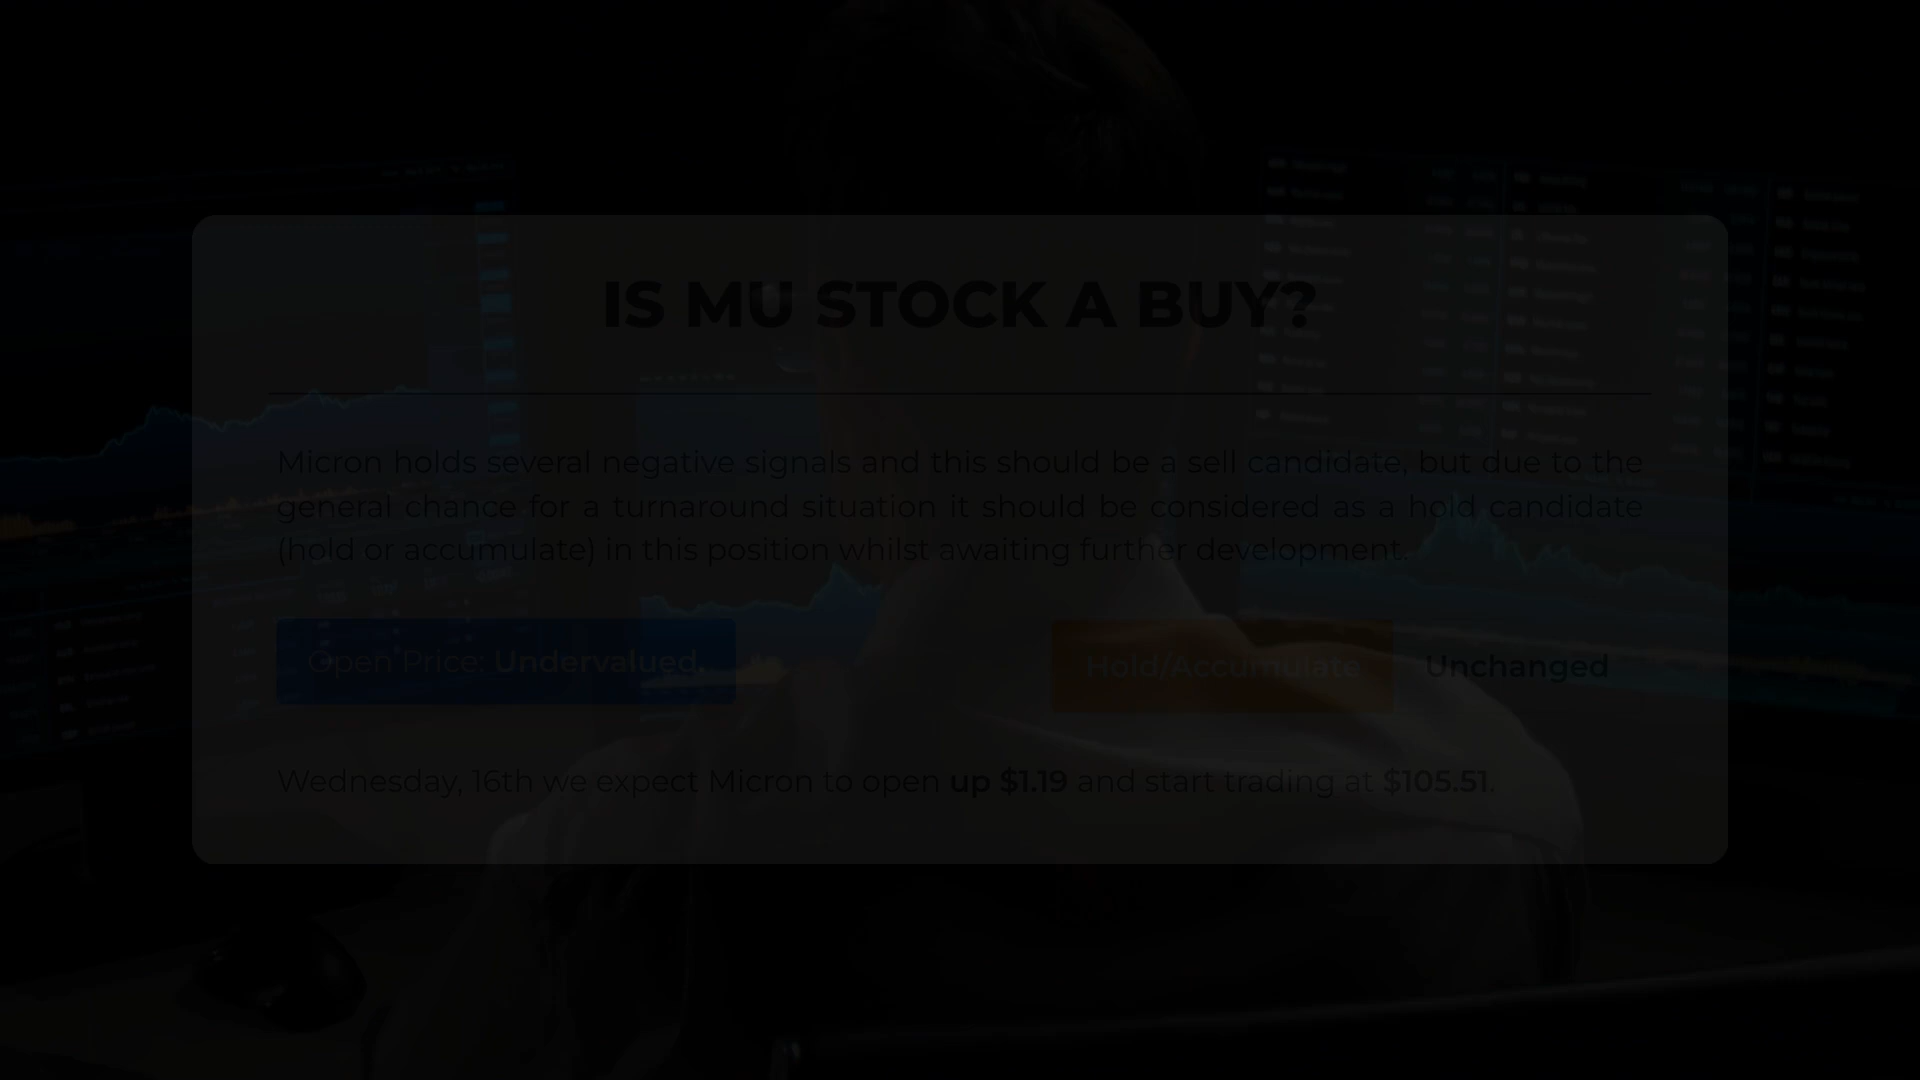 IS MU STOCK A BUY?
Micron holds several negative signals and this should be a sell candidate, but due to the
general chance for a turnaround situation it should be considered as a hold candidate
(hold or accumulate) in this position whilst awaiting further development.
Open Price: Undervalued.
Hold/Accumulate Unchanged
Wednesday, 16th we expect Micron to open up $1.19 and start trading at $105.51.